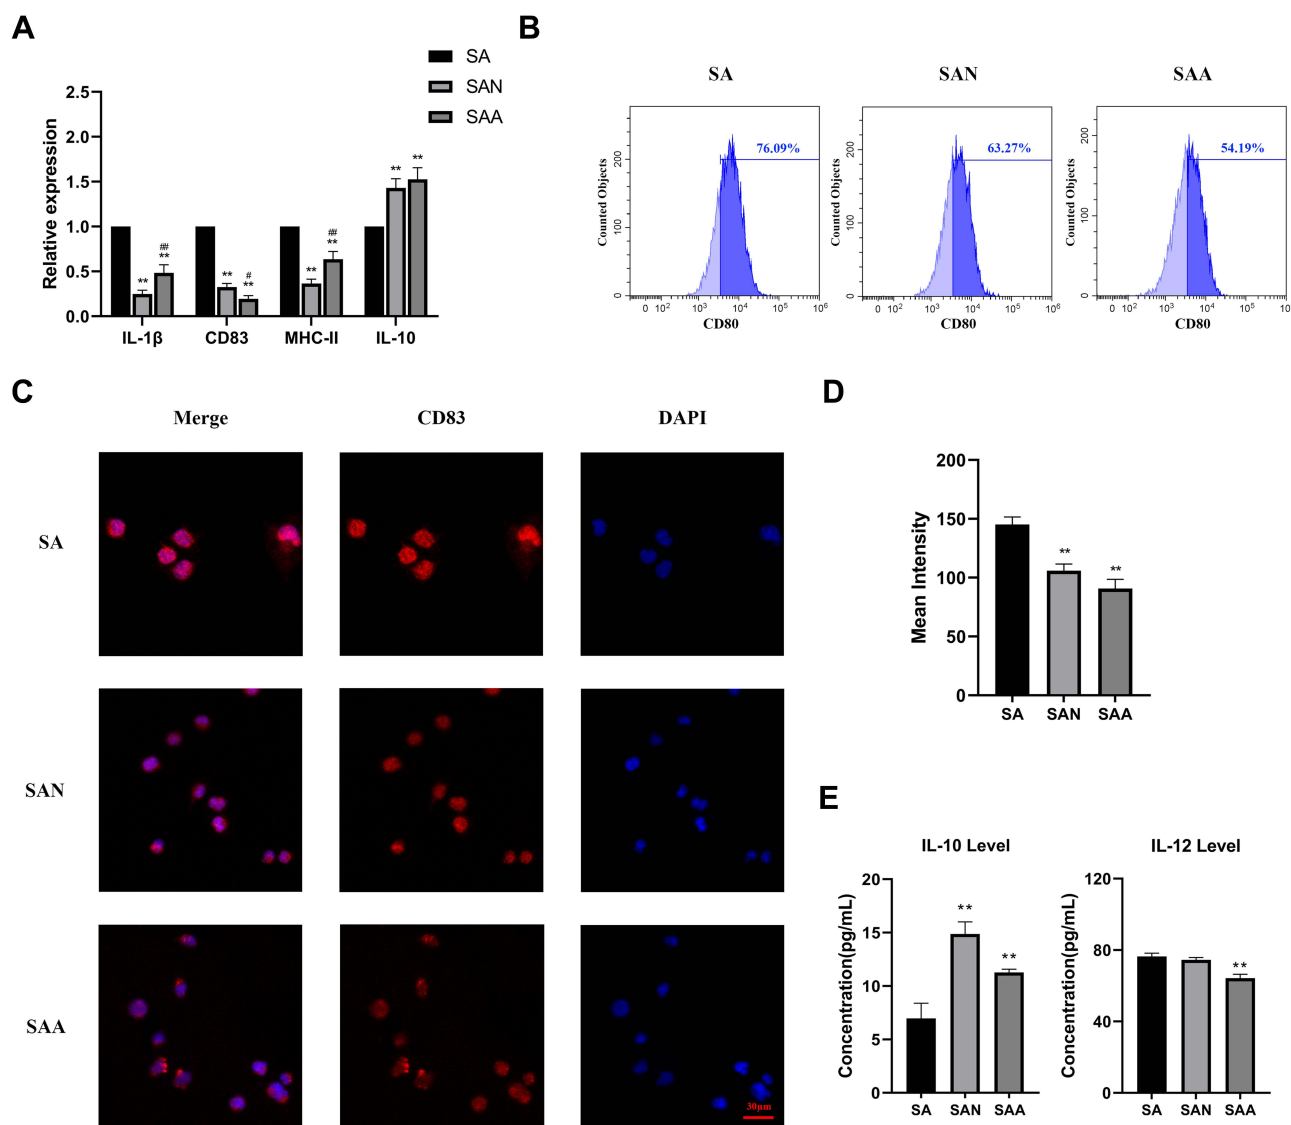 A
SA
SAN
SAA
Relative expression
2.5
2.0
1.5
1.0
0.5
0.0
**
##
**
**
#
**
**
##
**
**
**
IL-1β
CD83
MHC-II
IL-10
B
SA
SAN
SAA
Counted Objects
200
100
0
76.09%
0 10² 10³ 10⁴ 10⁵ 10⁶
CD80
Counted Objects
200
100
0
63.27%
0 10² 10³ 10⁴ 10⁵ 10⁶
CD80
Counted Objects
200
100
0
54.19%
0 10² 10³ 10⁴ 10⁵ 10
CD80
C
Merge
CD83
DAPI
SA
SAN
SAA
30μm
D
Mean Intensity
200
150
100
50
0
**
**
SA
SAN
SAA
E
IL-10 Level
Concentration(pg/mL)
20
15
10
5
0
**
**
SA
SAN
SAA
IL-12 Level
Concentration(pg/mL)
120
80
40
0
**
SA
SAN
SAA